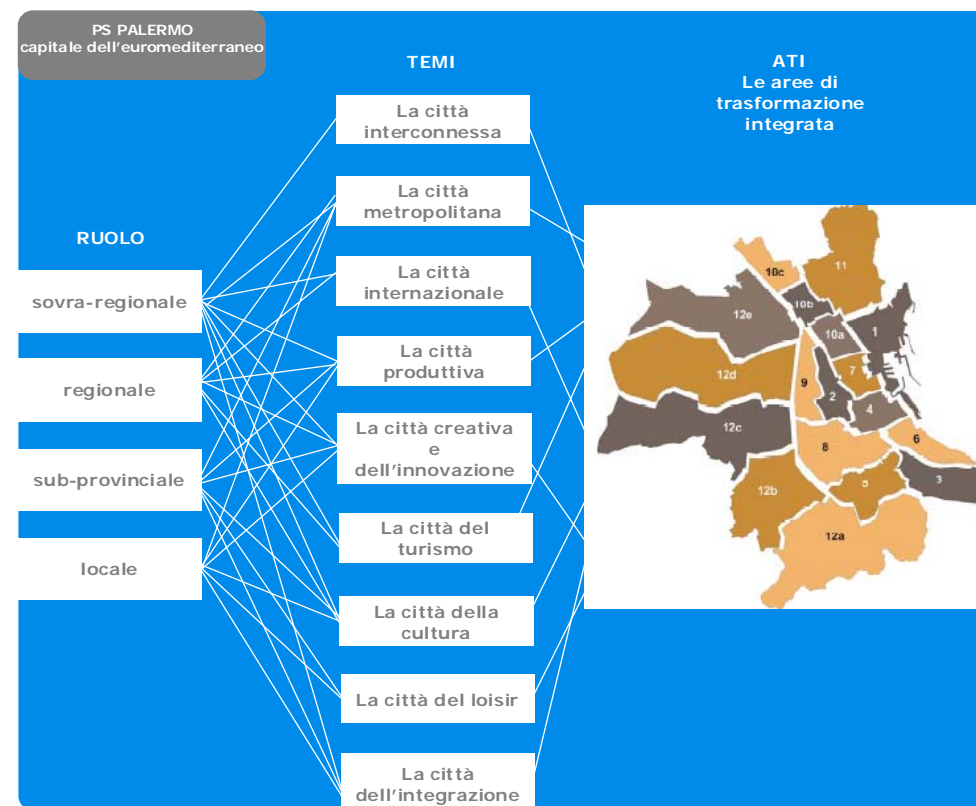 PS PALERMO
capitale dell'euromediterraneo
TEMI
ATI
Le aree di
trasformazione
integrata
RUOLO
sovra-regionale
regionale
sub-provinciale
locale
La città
interconnessa
La città
metropolitana
La città
internazionale
La città
produttiva
La città creativa
e
dell'innovazione
La città del
turismo
La città della
cultura
La città del loisir
La città
dell'integrazione
10c
11
10b
12e
1
10a
12d
7
9
2
4
12c
6
8
3
5
12b
12a